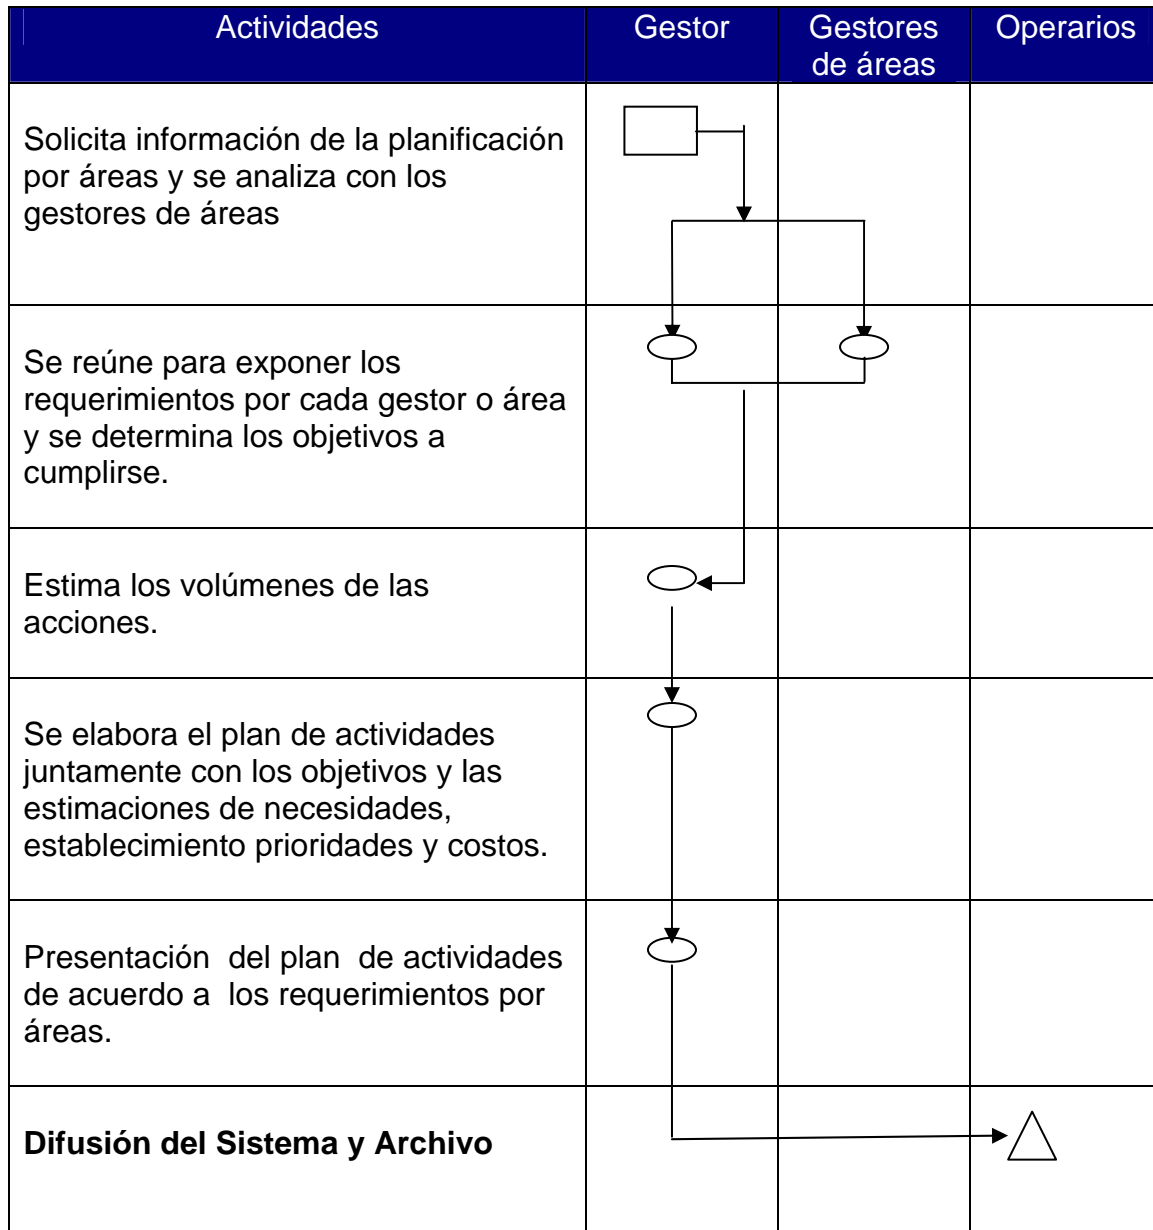 Actividades
Gestor
Gestores
de áreas
Operarios
Solicita información de la planificación
por áreas y se analiza con los
gestores de áreas
Se reúne para exponer los
requerimientos por cada gestor o área
y se determina los objetivos a
cumplirse.
Estima los volúmenes de las
acciones.
Se elabora el plan de actividades
juntamente con los objetivos y las
estimaciones de necesidades,
establecimiento prioridades y costos.
Presentación  del plan  de actividades
de acuerdo a  los requerimientos por
áreas.
Difusión del Sistema y Archivo